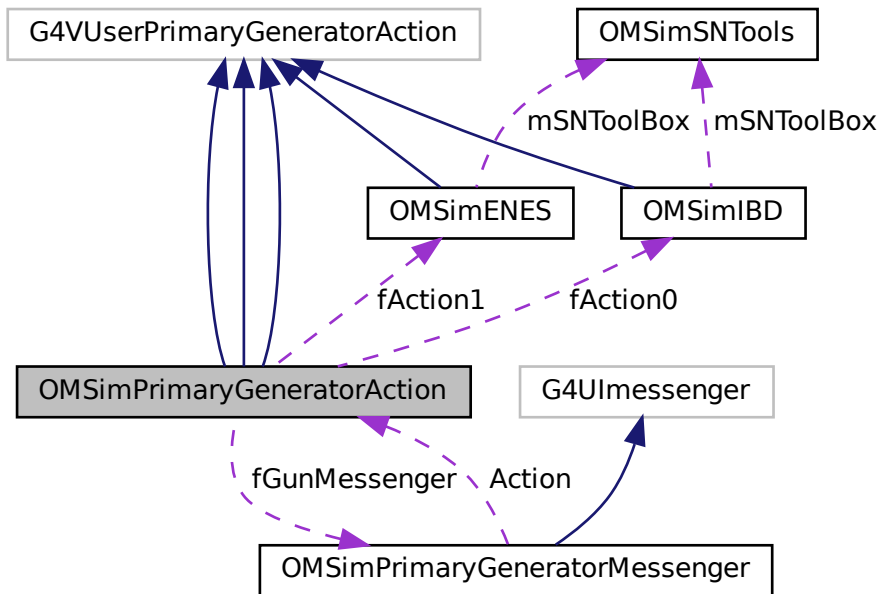 G4VUserPrimaryGeneratorAction
OMSimSNTools
mSNToolBox
mSNToolBox
OMSimENES
OMSimIBD
fAction1
fAction0
OMSimPrimaryGeneratorAction
G4UImessenger
fGunMessenger
Action
OMSimPrimaryGeneratorMessenger